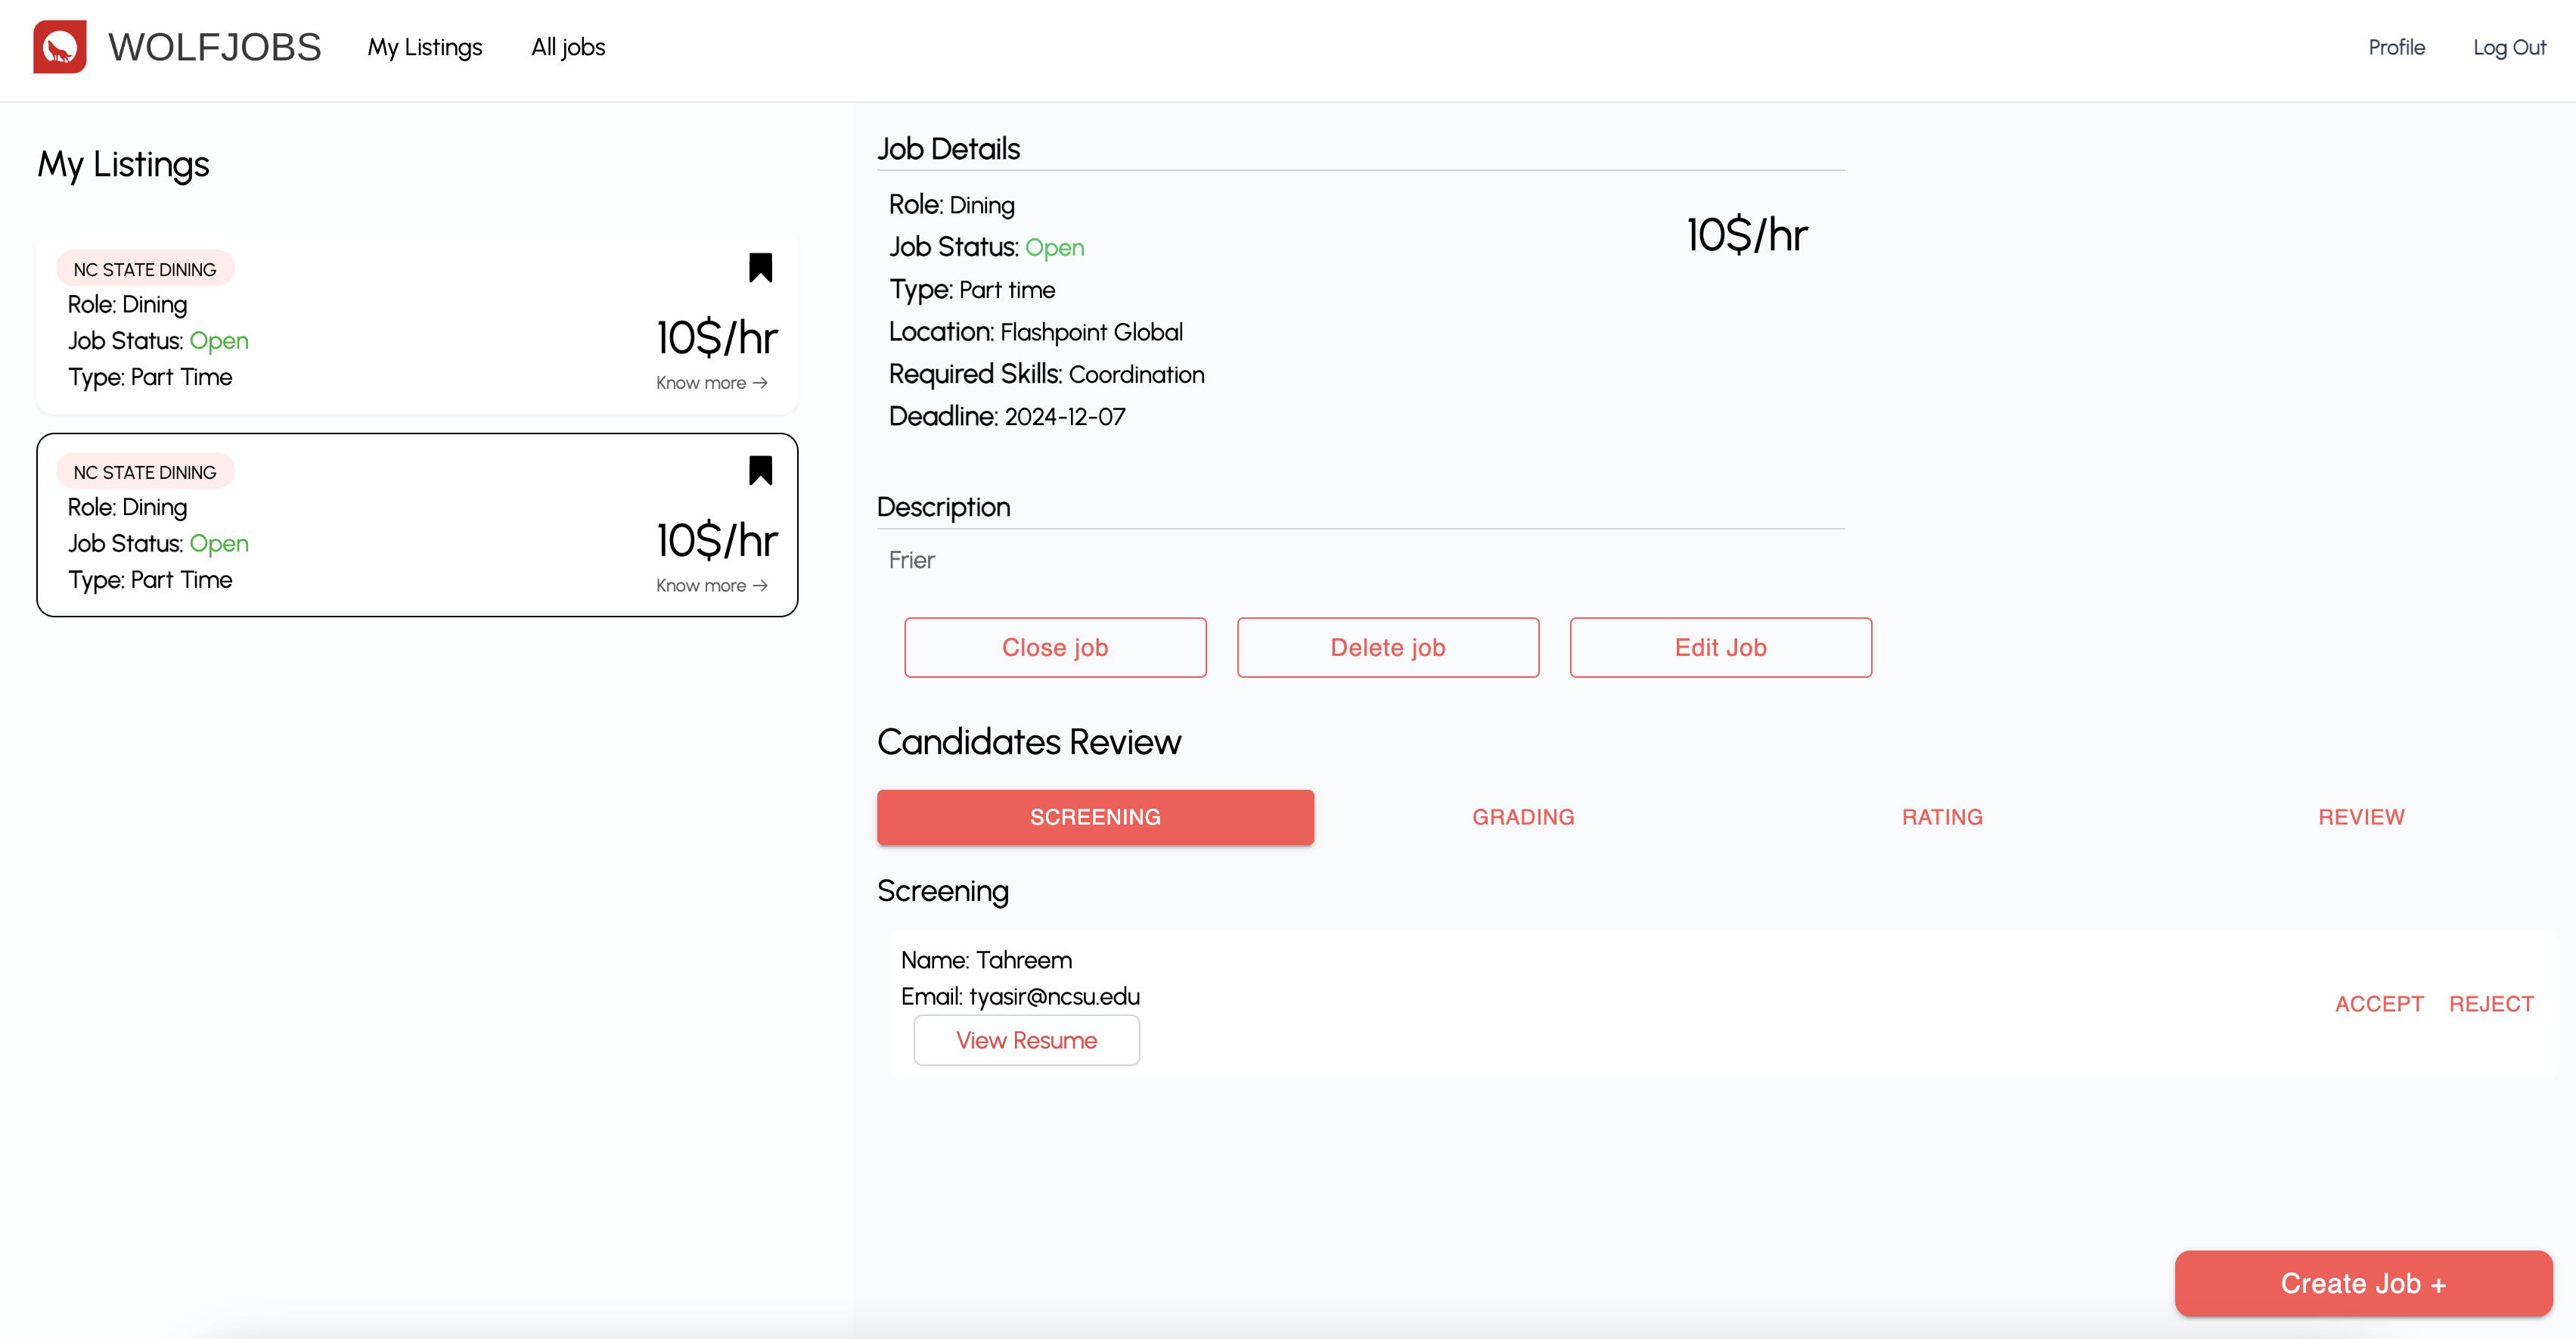 WOLFJOBS
My Listings
All jobs
Profile
Log Out
My Listings
NC STATE DINING
Role: Dining
Job Status: Open
Type: Part Time
10$/hr
Know more →
NC STATE DINING
Role: Dining
Job Status: Open
Type: Part Time
10$/hr
Know more →
Job Details
Role: Dining
Job Status: Open
Type: Part time
Location: Flashpoint Global
Required Skills: Coordination
Deadline: 2024-12-07
10$/hr
Description
Frier
Close job
Delete job
Edit Job
Candidates Review
SCREENING
GRADING
RATING
REVIEW
Screening
Name: Tahreem
Email: tyasir@ncsu.edu
View Resume
ACCEPT
REJECT
Create Job +